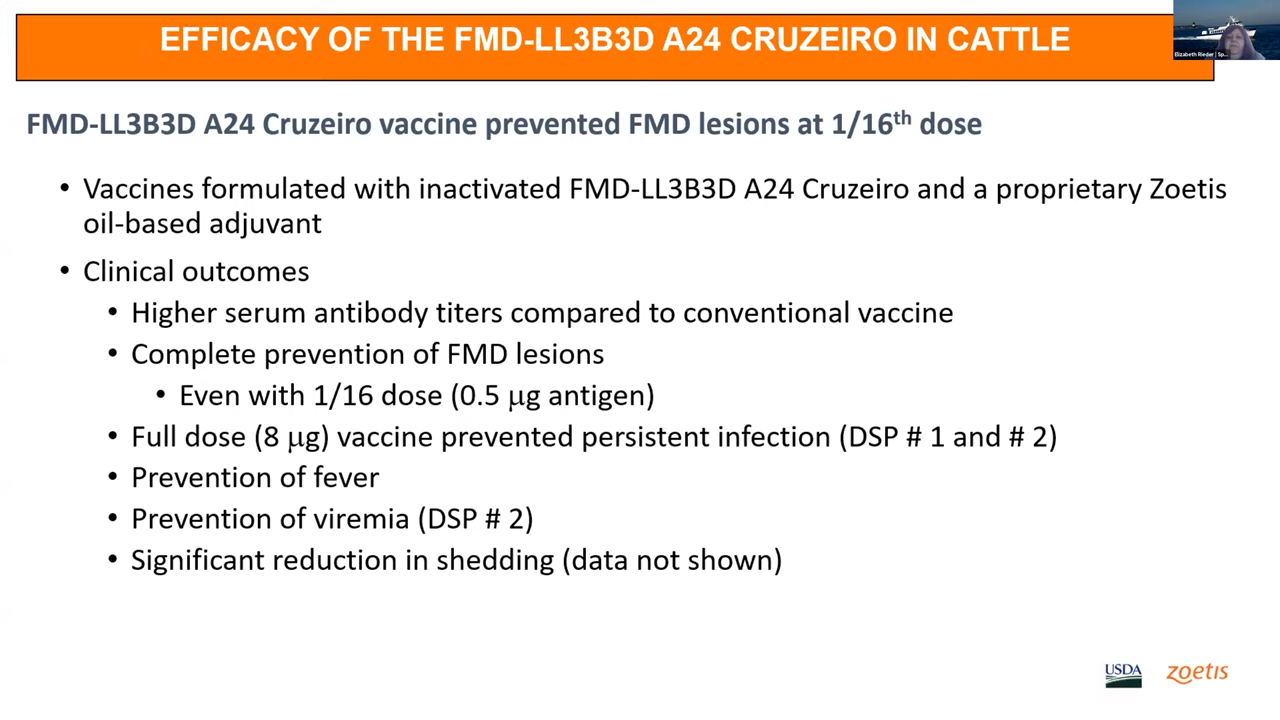 EFFICACY OF THE FMD-LL3B3D A24 CRUZEIRO IN CATTLE
Elizabeth Rieder | Sp...
FMD-LL3B3D A24 Cruzeiro vaccine prevented FMD lesions at 1/16th dose
• Vaccines formulated with inactivated FMD-LL3B3D A24 Cruzeiro and a proprietary Zoetis
oil-based adjuvant
• Clinical outcomes
• Higher serum antibody titers compared to conventional vaccine
• Complete prevention of FMD lesions
• Even with 1/16 dose (0.5 μg antigen)
• Full dose (8 μg) vaccine prevented persistent infection (DSP # 1 and # 2)
• Prevention of fever
• Prevention of viremia (DSP # 2)
• Significant reduction in shedding (data not shown)
USDA zoetis